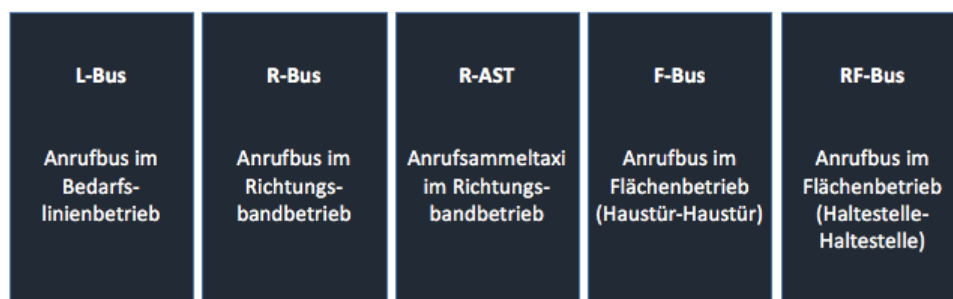 L-Bus
Anrufbus im
Bedarfs-
linienbetrieb
R-Bus
Anrufbus im
Richtungs-
bandbetrieb
R-AST
Anrufsammeltaxi
im Richtungs-
bandbetrieb
F-Bus
Anrufbus im
Flächenbetrieb
(Haustür-Haustür)
RF-Bus
Anrufbus im
Flächenbetrieb
(Haltestelle-
Haltestelle)